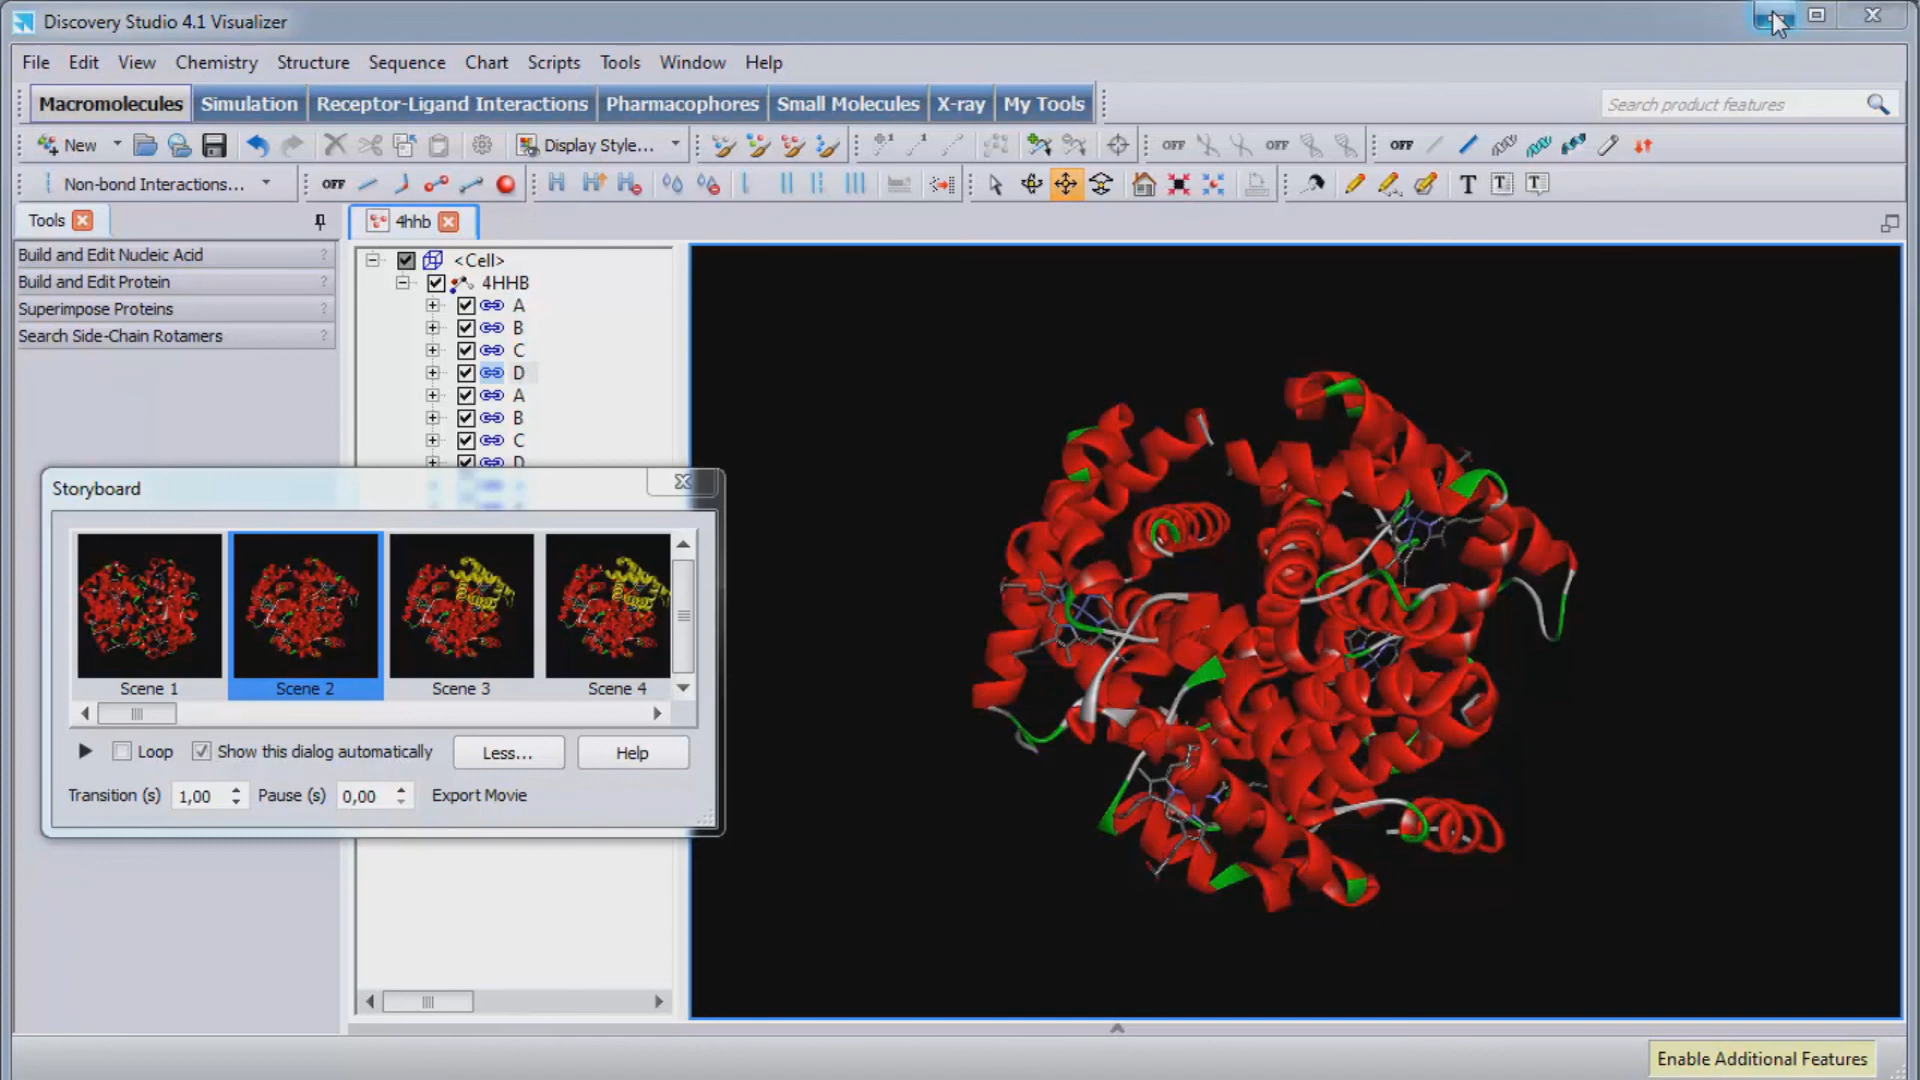 Discovery Studio 4.1 Visualizer
File Edit View Chemistry Structure Sequence Chart Scripts Tools Window Help
Macromolecules Simulation Receptor-Ligand Interactions Pharmacophores Small Molecules X-ray My Tools Search product features
New Display Style... OFF OFF OFF
Non-bond Interactions... OFF
Tools 4hhb
Build and Edit Nucleic Acid ?
Build and Edit Protein ?
Superimpose Proteins ?
Search Side-Chain Rotamers ?
<Cell>
4HHB
A
B
C
D
A
B
C
D
Storyboard
Scene 1 Scene 2 Scene 3 Scene 4
Loop Show this dialog automatically Less... Help
Transition (s) 1,00 Pause (s) 0,00 Export Movie
Enable Additional Features